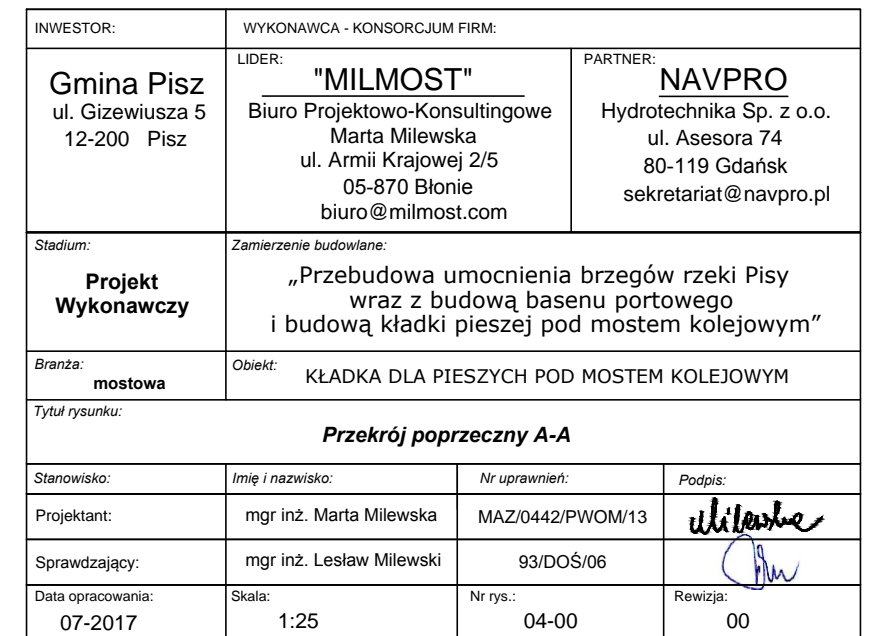 INWESTOR:
WYKONAWCA - KONSORCJUM FIRM:
Gmina Pisz
ul. Gizewiusza 5
12-200 Pisz
LIDER:
"MILMOST"
Biuro Projektowo-Konsultingowe
Marta Milewska
ul. Armii Krajowej 2/5
05-870 Błonie
biuro@milmost.com
PARTNER:
NAVPRO
Hydrotechnika Sp. z o.o.
ul. Asesora 74
80-119 Gdańsk
sekretariat@navpro.pl
Stadium:
Projekt
Wykonawczy
Zamierzenie budowlane:
„Przebudowa umocnienia brzegów rzeki Pisy
wraz z budową basenu portowego
i budową kładki pieszej pod mostem kolejowym”
Branża:
mostowa
Obiekt:
KŁADKA DLA PIESZYCH POD MOSTEM KOLEJOWYM
Tytuł rysunku:
Przekrój poprzeczny A-A
Stanowisko:
Imię i nazwisko:
Nr uprawnień:
Podpis:
Projektant:
mgr inż. Marta Milewska
MAZ/0442/PWOM/13
Milewska
Sprawdzający:
mgr inż. Lesław Milewski
93/DOŚ/06
Data opracowania:
07-2017
Skala:
1:25
Nr rys.:
04-00
Rewizja:
00